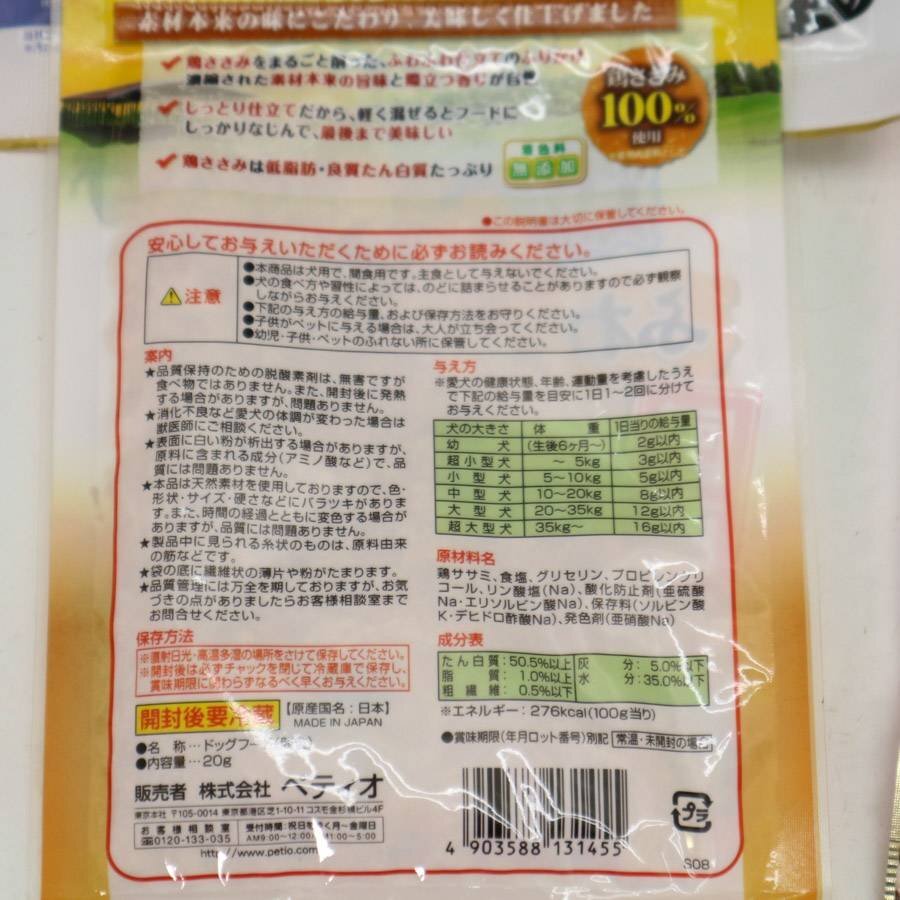 素材本来の味にこだわり、美味しく仕上げました
鶏ささみをまるごと削った、ふわふわ仕立てのふりかけ
濃縮された素材本来の旨味と際立つ香りが自慢
しっとり仕立てだから、軽く混ぜるとフードに
しっかりなじんで、最後まで美味しい
鶏ささみは低脂肪・良質たん白質たっぷり
着色料
無添加
鶏ささみ
100%
使用
●この説明書は大切に保管してください。
安心してお与えいただくために必ずお読みください。
注意
●本商品は犬用で、間食用です。主食として与えないでください。
●犬の食べ方や習性によっては、のどに詰まらせることがありますので必ず観察
しながらお与えください。
●下記の与え方の給与量、および保存方法をお守りください。
●子供がペットに与える場合は、大人が立ち会ってください。
●幼児・子供・ペットのふれない所に保管してください。
案内
★品質保持のための脱酸素剤は、無害ですが
食べ物ではありません。また、開封後に発熱
する場合がありますが、問題ありません。
★消化不良など愛犬の体調が変わった場合は
獣医師にご相談ください。
★表面に白い粉が析出する場合がありますが、
原料に含まれる成分(アミノ酸など)で、品
質には問題ありません。
★本品は天然素材を使用しておりますので、色・
形状・サイズ・硬さなどにバラツキがありま
す。また、時間の経過とともに変色する場合が
ありますが、品質には問題ありません。
★製品中に見られる糸状のものは、原料由来
の筋などです。
★袋の底に繊維状の薄片や粉がたまります。
★品質管理には万全を期しておりますが、お気
づきの点がありましたらお客様相談室まで
お問合せください。
保存方法
※直射日光・高温多湿の場所をさけて保存してください。
※開封後は必ずチャックを閉じて冷蔵庫で保存し、
賞味期限に関わらずなるべく早くお与えください。
開封後要冷蔵
【原産国名:日本】
MADE IN JAPAN
●名 称…ドッグフード
●内容量…20g
販売者 株式会社 ペティオ
東京本社 〒105-0014 東京都港区芝1-10-11コスモ金杉橋ビル4F
お客様相談室
0120-133-035
受付時間:祝日を除く月〜金曜日
AM9:00〜12:00 1:00〜5:00
http://www.petio.com/
与え方
※愛犬の健康状態、年齢、運動量を考慮したうえ
で下記の給与量を目安に1日1〜2回に分けて
お与えください。
犬の大きさ 体 重 1日当りの給与量
幼 犬 (生後6ヶ月〜) 2g以内
超小型犬 〜 5kg 3g以内
小型犬 5〜10kg 5g以内
中型犬 10〜20kg 8g以内
大型犬 20〜35kg 12g以内
超大型犬 35kg〜 16g以内
原材料名
鶏ササミ、食塩、グリセリン、プロピレングリ
コール、リン酸塩(Na)、酸化防止剤(亜硫酸
Na・エリソルビン酸Na)、保存料(ソルビン酸
K・デヒドロ酢酸Na)、発色剤(亜硝酸Na)
成分表
たん白質:50.5%以上 灰 分: 5.0%以下
脂 質: 1.0%以上 水 分:35.0%以下
粗繊維: 0.5%以下
※エネルギー:276kcal(100g当り)
●賞味期限(年月ロット番号)別記 常温・未開封の場合
4 903588 131455
プラ
S08